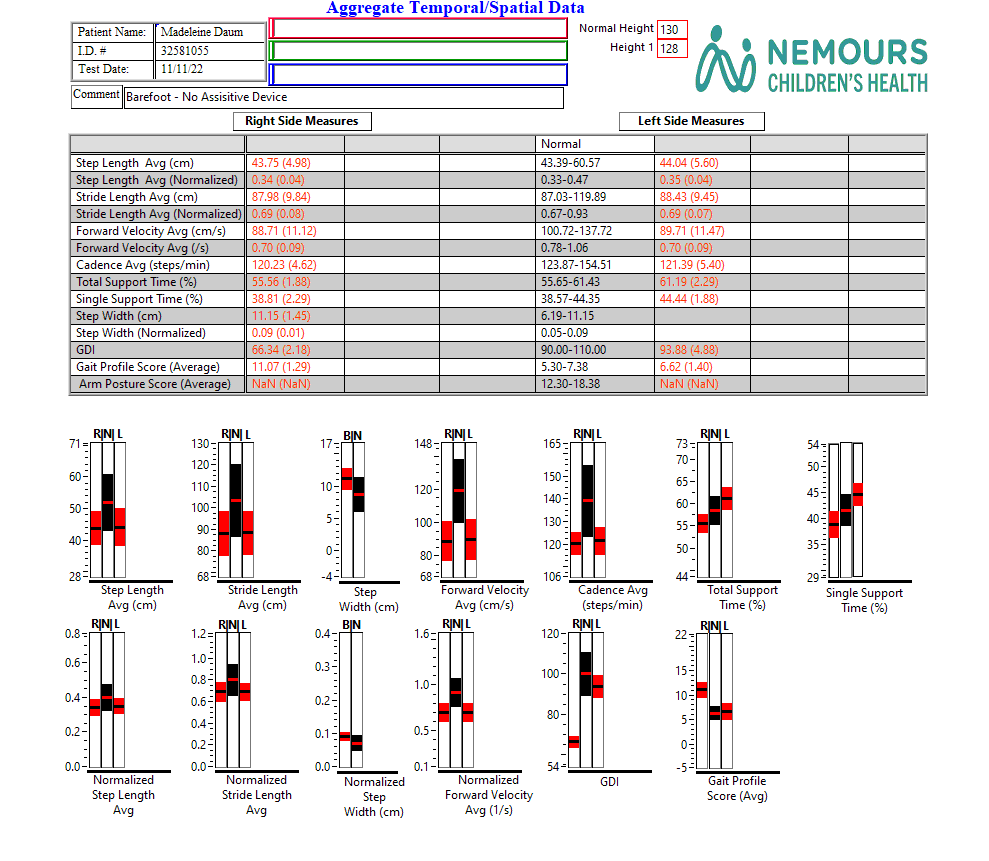 Aggregate Temporal/Spatial Data
Patient Name: Madeleine Daum
I.D. # 32581055
Test Date: 11/11/22
Normal Height 130
Height 1 128
NEMOURS
CHILDREN'S HEALTH
Comment Barefoot - No Assisitive Device
Right Side Measures Left Side Measures
Normal
Step Length Avg (cm) 43.75 (4.98) 43.39-60.57 44.04 (5.60)
Step Length Avg (Normalized) 0.34 (0.04) 0.33-0.47 0.35 (0.04)
Stride Length Avg (cm) 87.98 (9.84) 87.03-119.89 88.43 (9.45)
Stride Length Avg (Normalized) 0.69 (0.08) 0.67-0.93 0.69 (0.07)
Forward Velocity Avg (cm/s) 88.71 (11.12) 100.72-137.72 89.71 (11.47)
Forward Velocity Avg (/s) 0.70 (0.09) 0.78-1.06 0.70 (0.09)
Cadence Avg (steps/min) 120.23 (4.62) 123.87-154.51 121.39 (5.40)
Total Support Time (%) 55.56 (1.88) 55.65-61.43 61.19 (2.29)
Single Support Time (%) 38.81 (2.29) 38.57-44.35 44.44 (1.88)
Step Width (cm) 11.15 (1.45) 6.19-11.15
Step Width (Normalized) 0.09 (0.01) 0.05-0.09
GDI 66.34 (2.18) 90.00-110.00 93.88 (4.88)
Gait Profile Score (Average) 11.07 (1.29) 5.30-7.38 6.62 (1.40)
Arm Posture Score (Average) NaN (NaN) 12.30-18.38 NaN (NaN)
R|N| L
71
60
50
40
28
Step Length
Avg (cm)
R|N| L
130
120
110
100
90
80
68
Stride Length
Avg (cm)
B|N
17
10
5
0
-4
Step
Width (cm)
R|N| L
148
120
100
80
68
Forward Velocity
Avg (cm/s)
R|N| L
165
150
140
130
120
106
Cadence Avg
(steps/min)
R|N| L
73
70
65
60
55
50
44
Total Support
Time (%)
54
50
45
40
35
29
Single Support
Time (%)
R|N| L
0.8
0.6
0.4
0.2
0.0
Normalized
Step Length
Avg
R|N| L
1.2
1.0
0.8
0.6
0.4
0.2
0.0
Normalized
Stride Length
Avg
B|N
0.4
0.3
0.2
0.1
0.0
Normalized
Step
Width (cm)
R|N| L
1.6
1.0
0.5
0.1
Normalized
Forward Velocity
Avg (1/s)
R|N| L
120
100
80
54
GDI
R|N| L
22
15
10
5
0
-5
Gait Profile
Score (Avg)